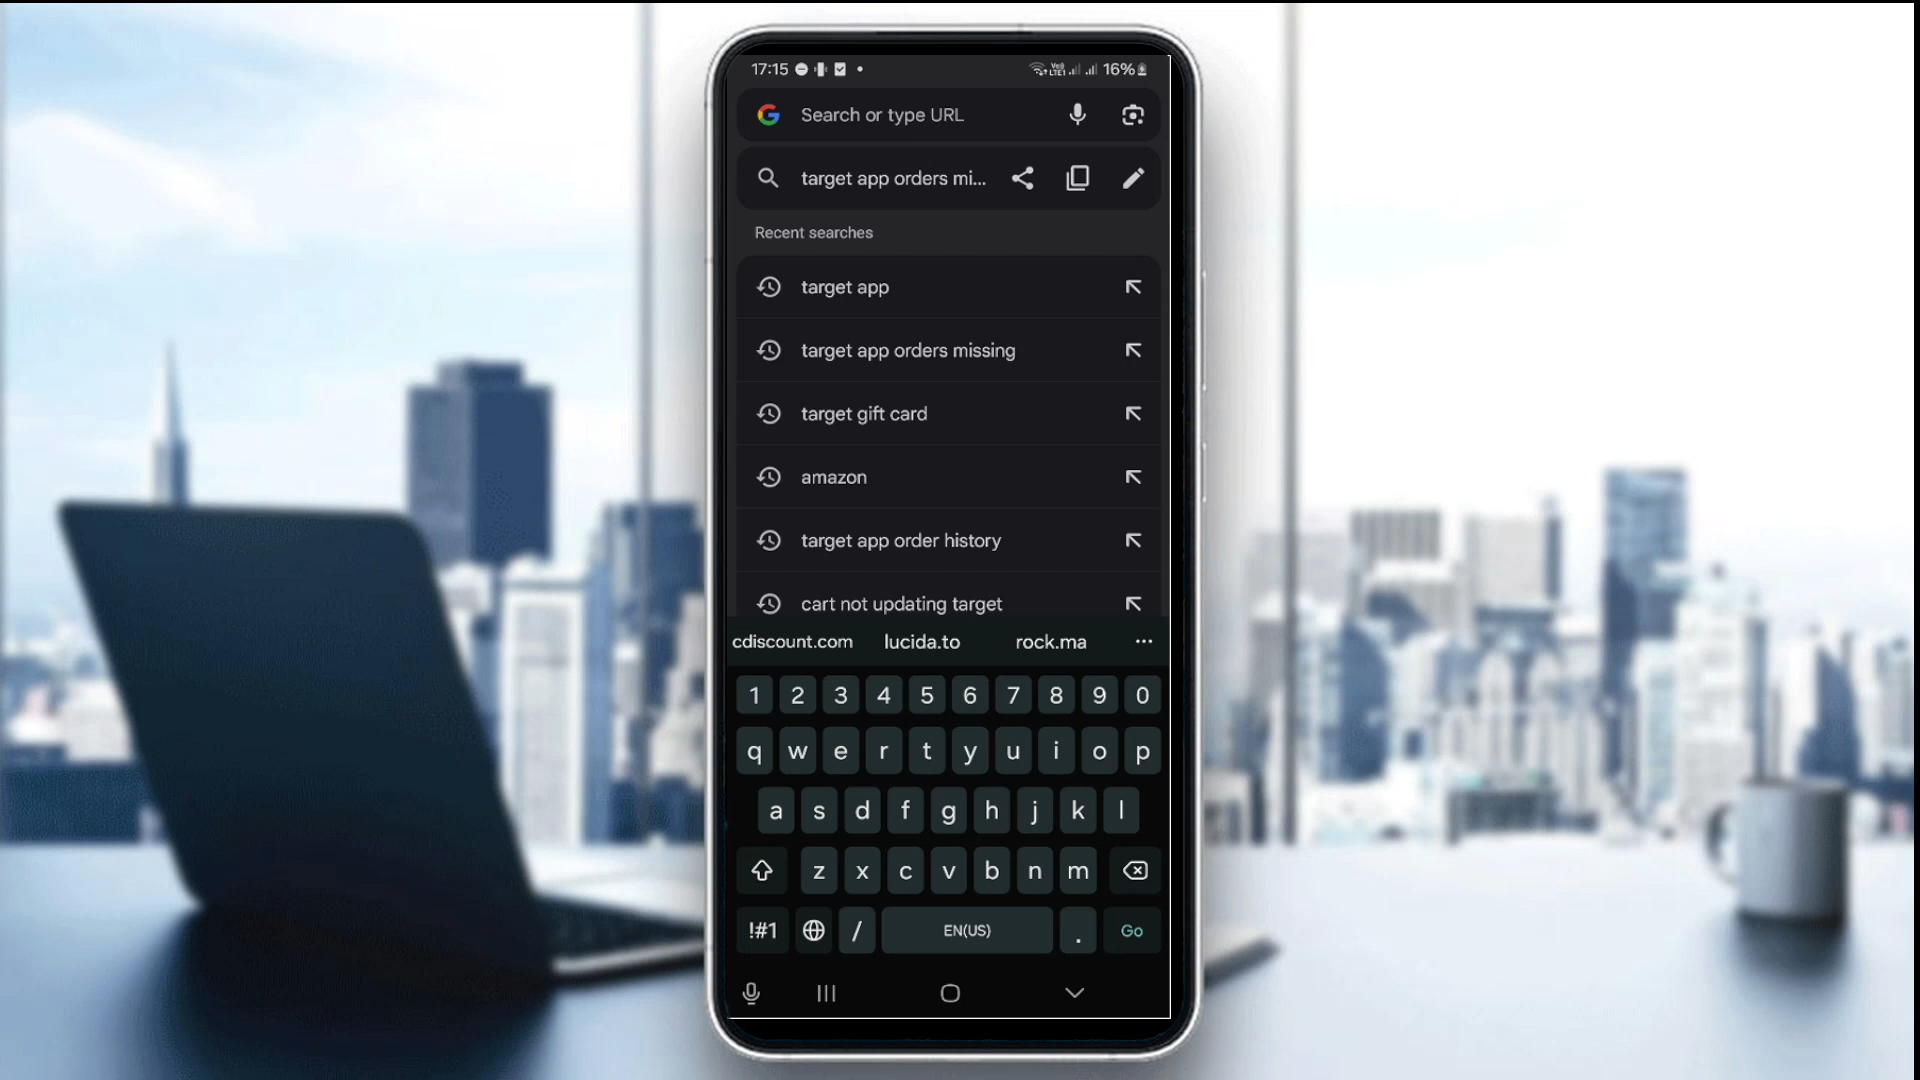 17:15 16%
Search or type URL
target app orders mi...
Recent searches
target app
target app orders missing
target gift card
amazon
target app order history
cart not updating target
cdiscount.com lucida.to rock.ma ...
1 2 3 4 5 6 7 8 9 0
q w e r t y u i o p
a s d f g h j k l
z x c v b n m
!#1 / EN(US) . Go